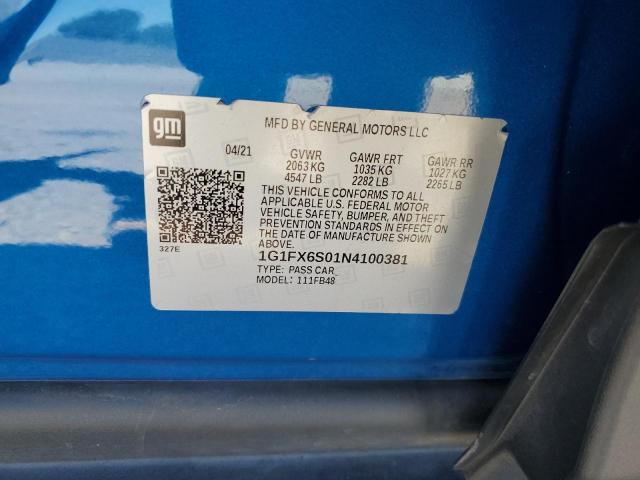 gm
MFD BY GENERAL MOTORS LLC
04/21 GVWR GAWR FRT GAWR RR
2063 KG 1035 KG 1027 KG
4547 LB 2282 LB 2265 LB
THIS VEHICLE CONFORMS TO ALL
APPLICABLE U.S. FEDERAL MOTOR
VEHICLE SAFETY, BUMPER, AND THEFT
PREVENTION STANDARDS IN EFFECT ON
THE DATE OF MANUFACTURE SHOWN
ABOVE.
327E
1G1FX6S01N4100381
TYPE: PASS CAR
MODEL: 111FB48